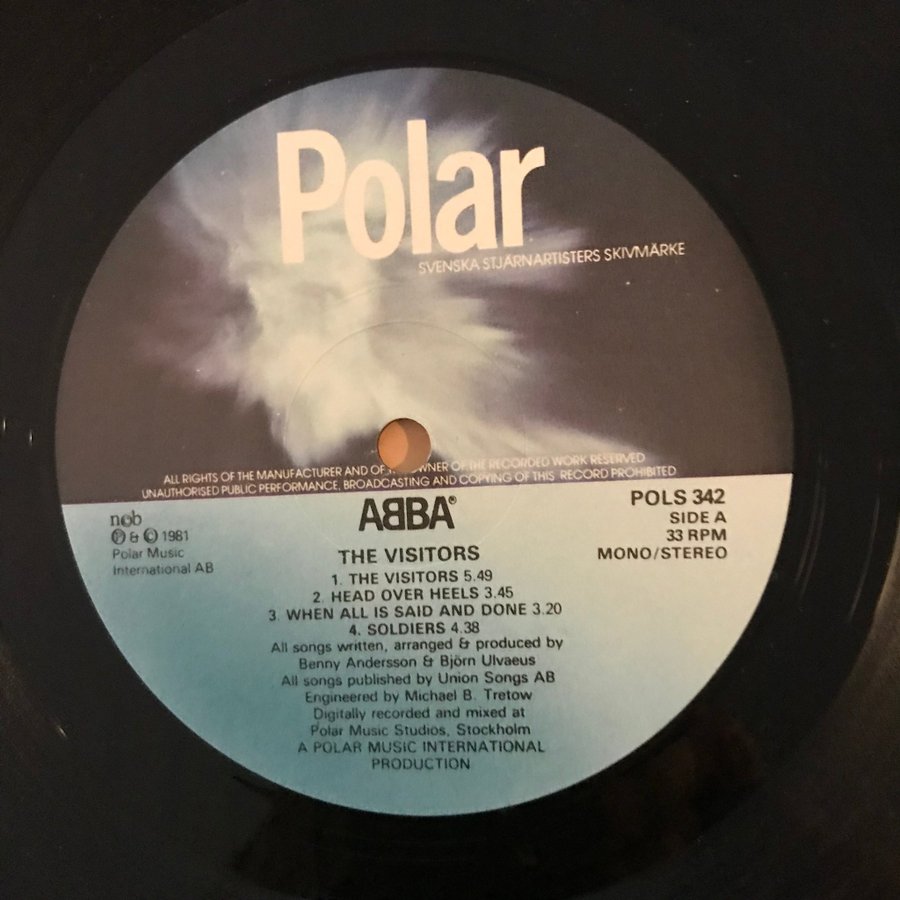 Polar
SVENSKA STJÄRNARTISTERS SKIVMÄRKE
ALL RIGHTS OF THE MANUFACTURER AND OF OWNER OF THE RECORDED WORK RESERVED
UNAUTHORISED PUBLIC PERFORMANCE, BROADCASTING AND COPYING OF THIS RECORD PROHIBITED
ABBA®
POLS 342
SIDE A
33 RPM
MONO/STEREO
ncb
Ⓟ & © 1981
Polar Music
International AB
THE VISITORS
1. THE VISITORS 5.49
2. HEAD OVER HEELS 3.45
3. WHEN ALL IS SAID AND DONE 3.20
4. SOLDIERS 4.38
All songs written, arranged & produced by
Benny Andersson & Björn Ulvaeus
All songs published by Union Songs AB
Engineered by Michael B. Tretow
Digitally recorded and mixed at
Polar Music Studios, Stockholm
A POLAR MUSIC INTERNATIONAL
PRODUCTION